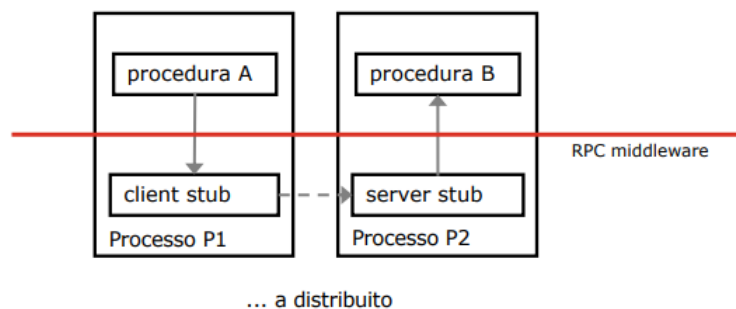 procedura A
procedura B
RPC middleware
client stub
server stub
Processo P1
Processo P2
... a distribuito